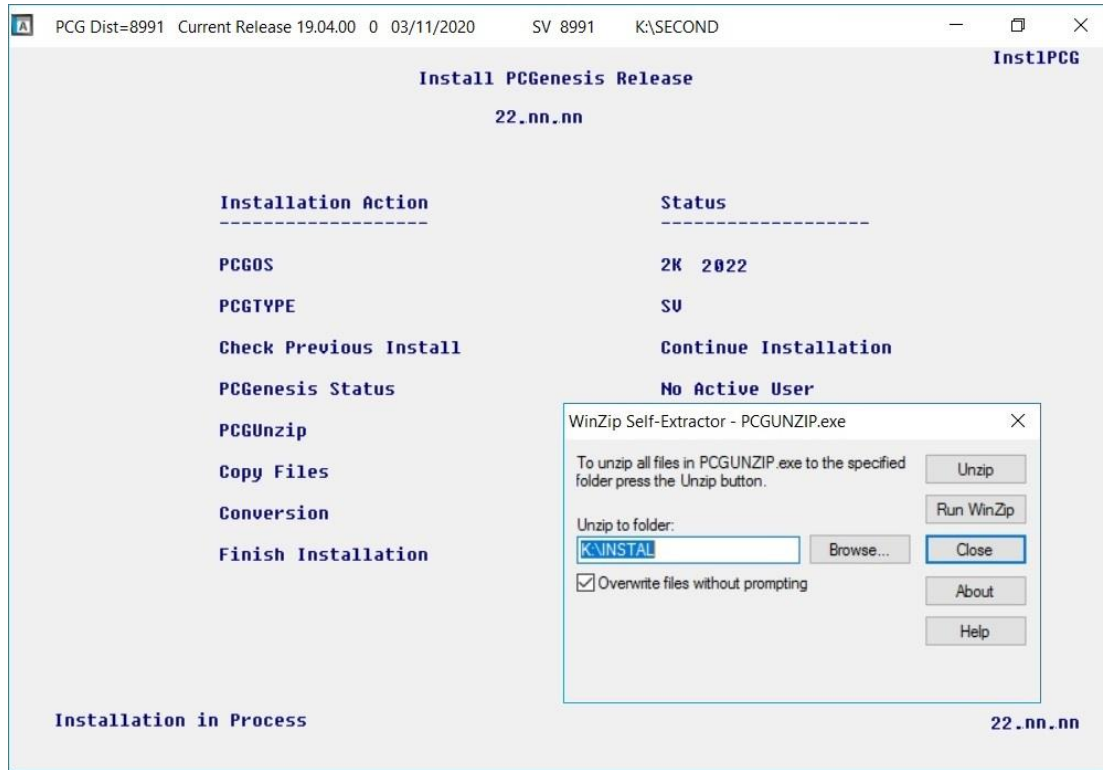 A PCG Dist=8991 Current Release 19.04.00 0 03/11/2020 SV 8991 K:\SECOND
InstlPCG
Install PCGenesis Release
22.nn.nn
Installation Action Status
------------------- -------------------
PCGOS 2K 2022
PCGTYPE SV
Check Previous Install Continue Installation
PCGenesis Status No Active User
PCGUnzip
Copy Files
Conversion
Finish Installation
WinZip Self-Extractor - PCGUNZIP.exe
To unzip all files in PCGUNZIP.exe to the specified
folder press the Unzip button.
Unzip
Run WinZip
Unzip to folder:
K:\INSTAL Browse... Close
Overwrite files without prompting
About
Help
Installation in Process 22.nn.nn